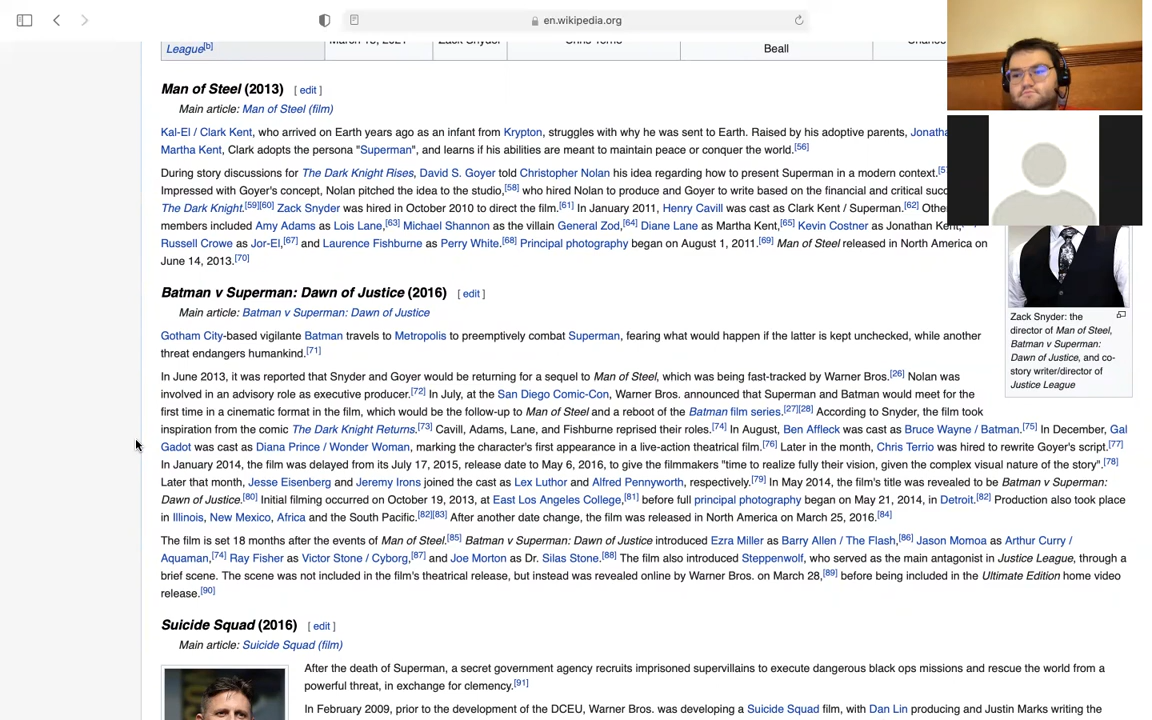 en.wikipedia.org
League[b]
Beall
Man of Steel (2013) [ edit ]
Main article: Man of Steel (film)
Kal-El / Clark Kent, who arrived on Earth years ago as an infant from Krypton, struggles with why he was sent to Earth. Raised by his adoptive parents,
Martha Kent, Clark adopts the persona "Superman", and learns if his abilities are meant to maintain peace or conquer the world.[56]
During story discussions for The Dark Knight Rises, David S. Goyer told Christopher Nolan his idea regarding how to present Superman in a modern context.
Impressed with Goyer's concept, Nolan pitched the idea to the studio,[58] who hired Nolan to produce and Goyer to write based on the financial and critical
The Dark Knight.[59][60] Zack Snyder was hired in October 2010 to direct the film.[61] In January 2011, Henry Cavill was cast as Clark Kent / Superman.[62]
members included Amy Adams as Lois Lane,[63] Michael Shannon as the villain General Zod,[64] Diane Lane as Martha Kent,[65] Kevin Costner as Jonathan Kent,
Russell Crowe as Jor-El,[67] and Laurence Fishburne as Perry White.[68] Principal photography began on August 1, 2011.[69] Man of Steel released in North America on
June 14, 2013.[70]
Zack Snyder: the
director of Man of Steel,
Batman v Superman:
Dawn of Justice, and co-
story writer/director of
Justice League
Batman v Superman: Dawn of Justice (2016) [ edit ]
Main article: Batman v Superman: Dawn of Justice
Gotham City-based vigilante Batman travels to Metropolis to preemptively combat Superman, fearing what would happen if the latter is kept unchecked, while another
threat endangers humankind.[71]
In June 2013, it was reported that Snyder and Goyer would be returning for a sequel to Man of Steel, which was being fast-tracked by Warner Bros.[26] Nolan was
involved in an advisory role as executive producer.[72] In July, at the San Diego Comic-Con, Warner Bros. announced that Superman and Batman would meet for the
first time in a cinematic format in the film, which would be the follow-up to Man of Steel and a reboot of the Batman film series.[27][28] According to Snyder, the film took
inspiration from the comic The Dark Knight Returns.[73] Cavill, Adams, Lane, and Fishburne reprised their roles.[74] In August, Ben Affleck was cast as Bruce Wayne / Batman.[75] In December, Gal
Gadot was cast as Diana Prince / Wonder Woman, marking the character's first appearance in a live-action theatrical film.[76] Later in the month, Chris Terrio was hired to rewrite Goyer's script.[77]
In January 2014, the film was delayed from its July 17, 2015, release date to May 6, 2016, to give the filmmakers "time to realize fully their vision, given the complex visual nature of the story".[78]
Later that month, Jesse Eisenberg and Jeremy Irons joined the cast as Lex Luthor and Alfred Pennyworth, respectively.[79] In May 2014, the film's title was revealed to be Batman v Superman:
Dawn of Justice.[80] Initial filming occurred on October 19, 2013, at East Los Angeles College,[81] before full principal photography began on May 21, 2014, in Detroit.[82] Production also took place
in Illinois, New Mexico, Africa and the South Pacific.[82][83] After another date change, the film was released in North America on March 25, 2016.[84]
The film is set 18 months after the events of Man of Steel.[85] Batman v Superman: Dawn of Justice introduced Ezra Miller as Barry Allen / The Flash,[86] Jason Momoa as Arthur Curry /
Aquaman,[74] Ray Fisher as Victor Stone / Cyborg,[87] and Joe Morton as Dr. Silas Stone.[88] The film also introduced Steppenwolf, who served as the main antagonist in Justice League, through a
brief scene. The scene was not included in the film's theatrical release, but instead was revealed online by Warner Bros. on March 28,[89] before being included in the Ultimate Edition home video
release.[90]
Suicide Squad (2016) [ edit ]
Main article: Suicide Squad (film)
After the death of Superman, a secret government agency recruits imprisoned supervillains to execute dangerous black ops missions and rescue the world from a
powerful threat, in exchange for clemency.[91]
In February 2009, prior to the development of the DCEU, Warner Bros. was developing a Suicide Squad film, with Dan Lin producing and Justin Marks writing the